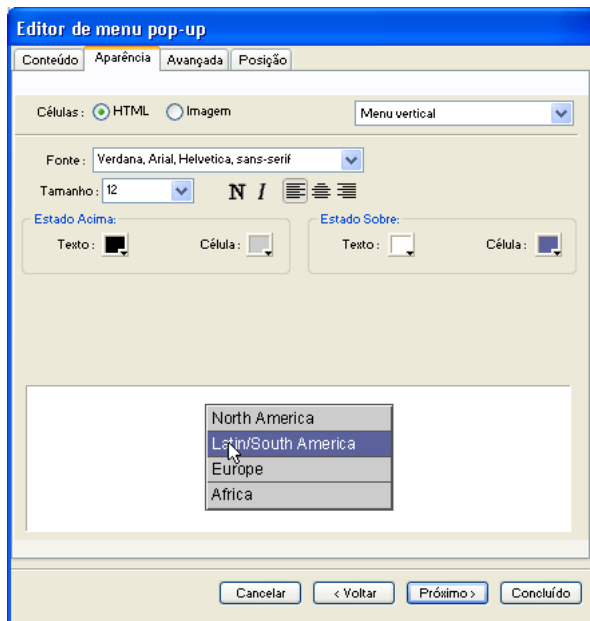 Editor de menu pop-up
Conteúdo Aparência Avançada Posição
Células: HTML Imagem Menu vertical
Fonte: Verdana, Arial, Helvetica, sans-serif
Tamanho: 12 N I
Estado Acima: Estado Sobre:
Texto: Célula: Texto: Célula:
North America
Latin/South America
Europe
Africa
Cancelar < Voltar Próximo > Concluído